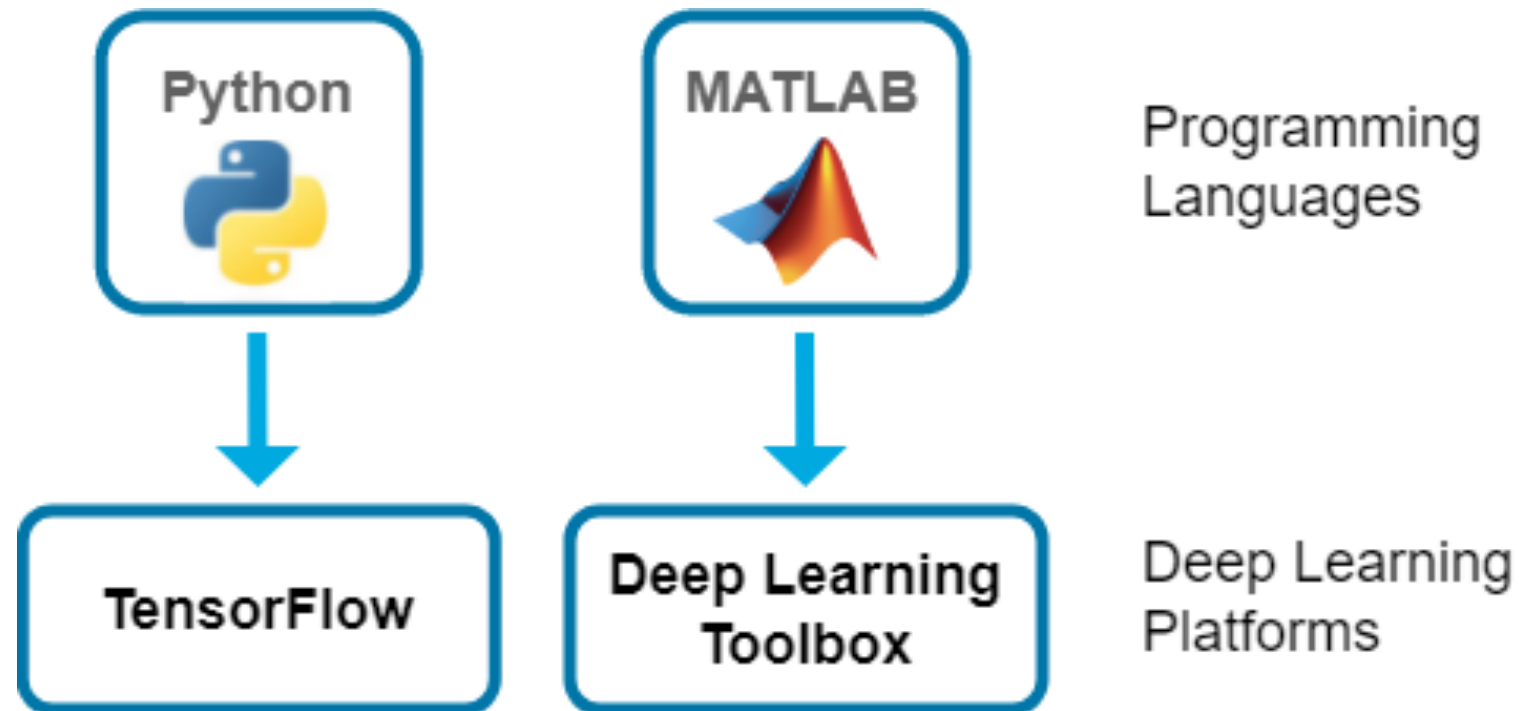 Python
MATLAB
Programming
Languages
TensorFlow
Deep Learning
Toolbox
Deep Learning
Platforms